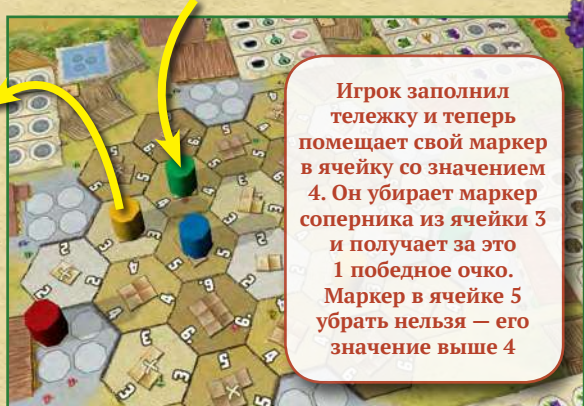 Игрок заполнил
тележку и теперь
помещает свой маркер
в ячейку со значением
4. Он убирает маркер
соперника из ячейки 3
и получает за это
1 победное очко.
Маркер в ячейке 5
убрать нельзя — его
значение выше 4